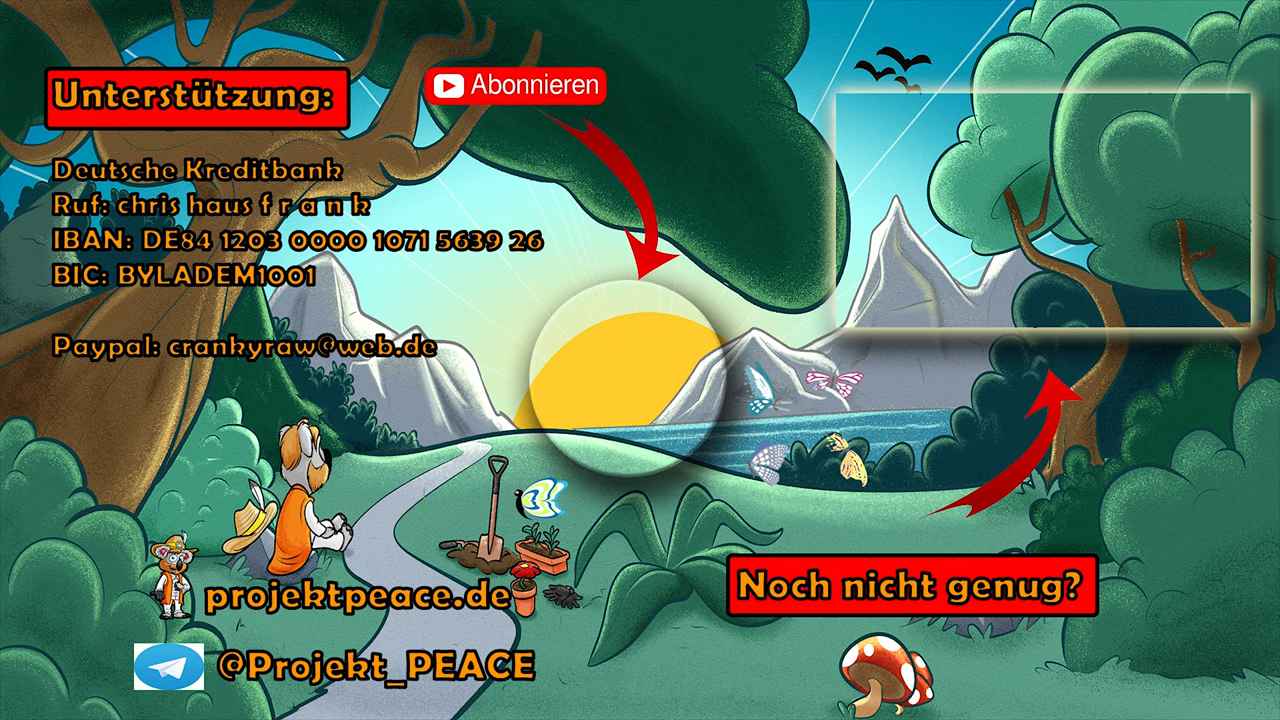 Unterstützung:
Abonnieren
Deutsche Kreditbank
Ruf: chris haus f r a n k
IBAN: DE84 1203 0000 1071 5639 26
BIC: BYLADEM1001
Paypal: crankyraw@web.de
projektpeace.de
Noch nicht genug?
@Projekt_PEACE